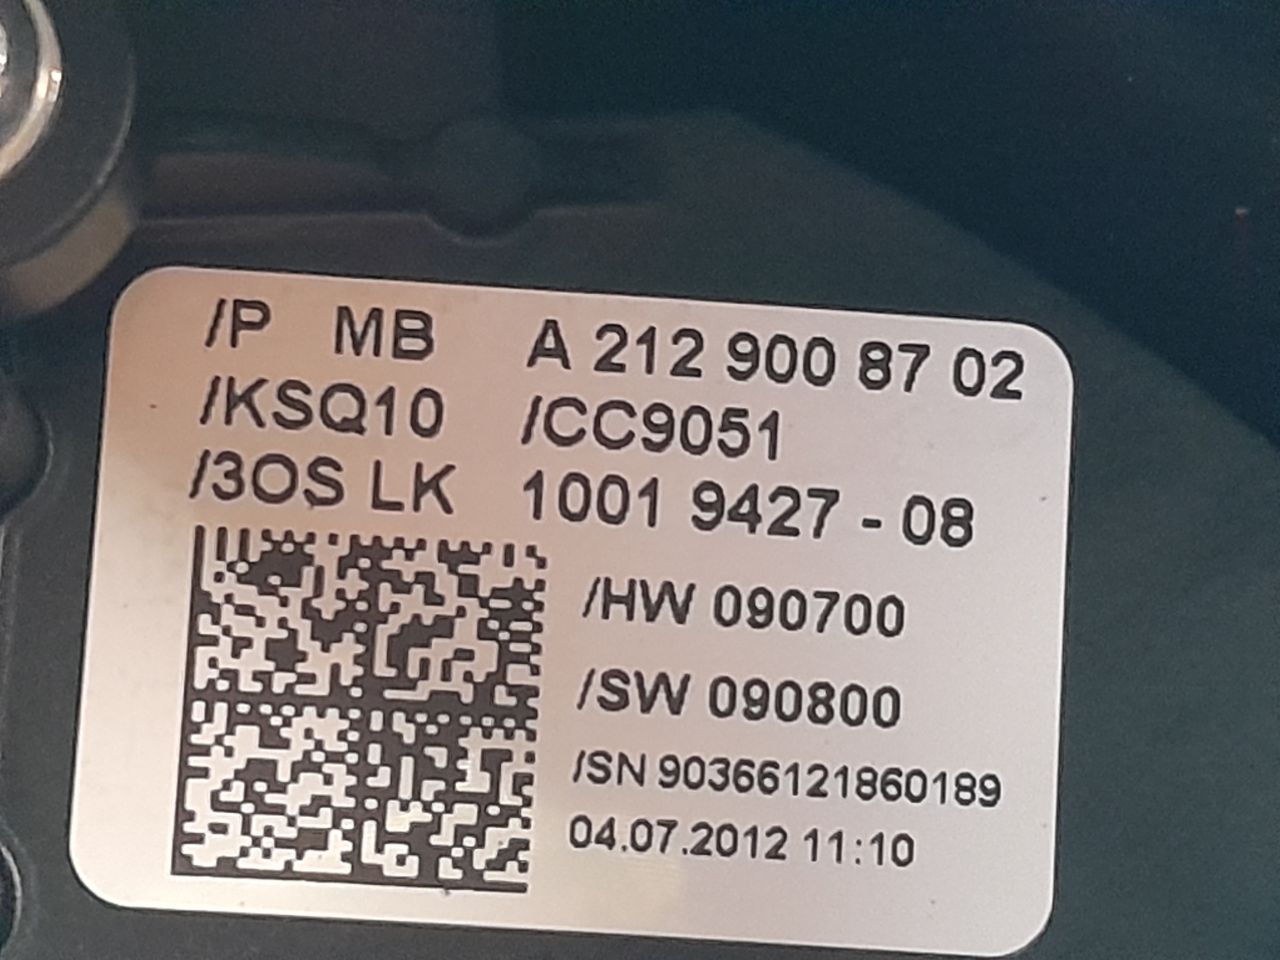 /P MB A 212 900 87 02
/KSQ10 /CC9051
/3OS LK 1001 9427 - 08
/HW 090700
/SW 090800
/SN 90366121860189
04.07.2012 11:10